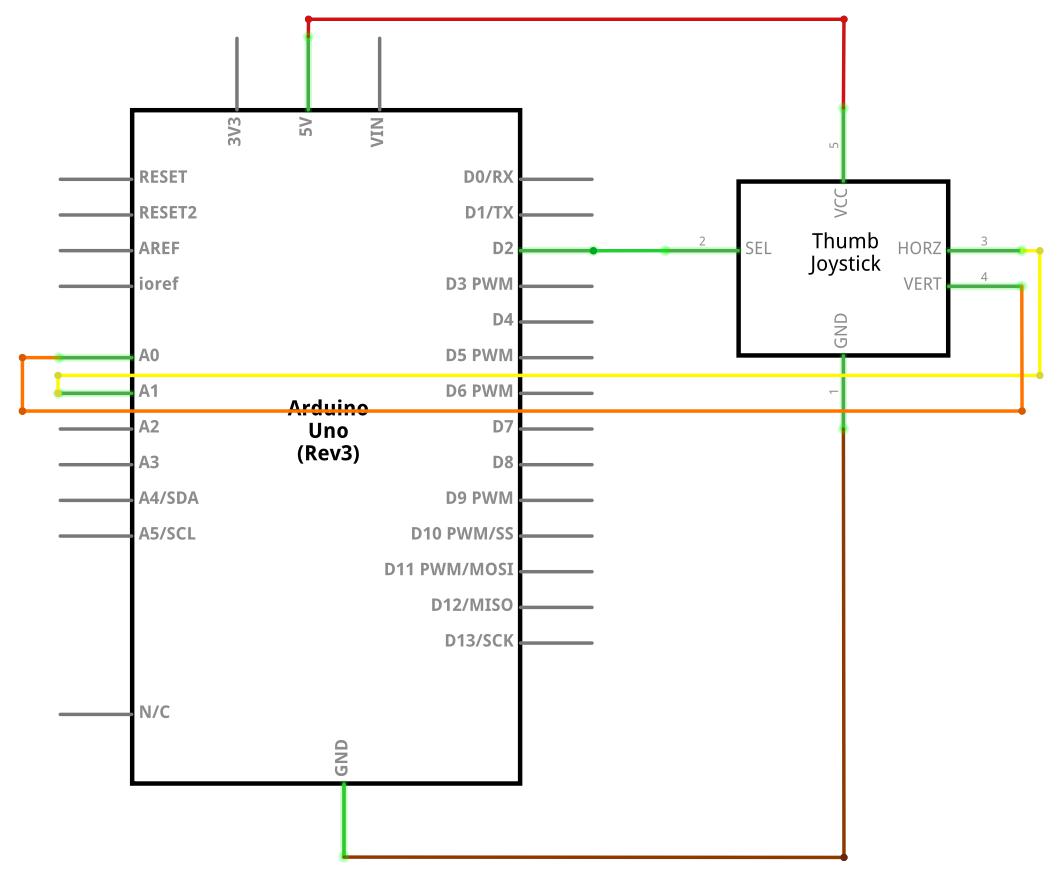 3V3
5V
VIN
RESET
RESET2
AREF
ioref
A0
A1
A2
A3
A4/SDA
A5/SCL
N/C
D0/RX
D1/TX
D2
D3 PWM
D4
D5 PWM
D6 PWM
D7
D8
D9 PWM
D10 PWM/SS
D11 PWM/MOSI
D12/MISO
D13/SCK
Arduino
Uno
(Rev3)
GND
5
VCC
2
SEL
Thumb
Joystick
HORZ
3
VERT
4
GND
1